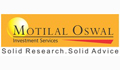 MOTILAL OSWAL
Investment Services
Solid Research.Solid Advice